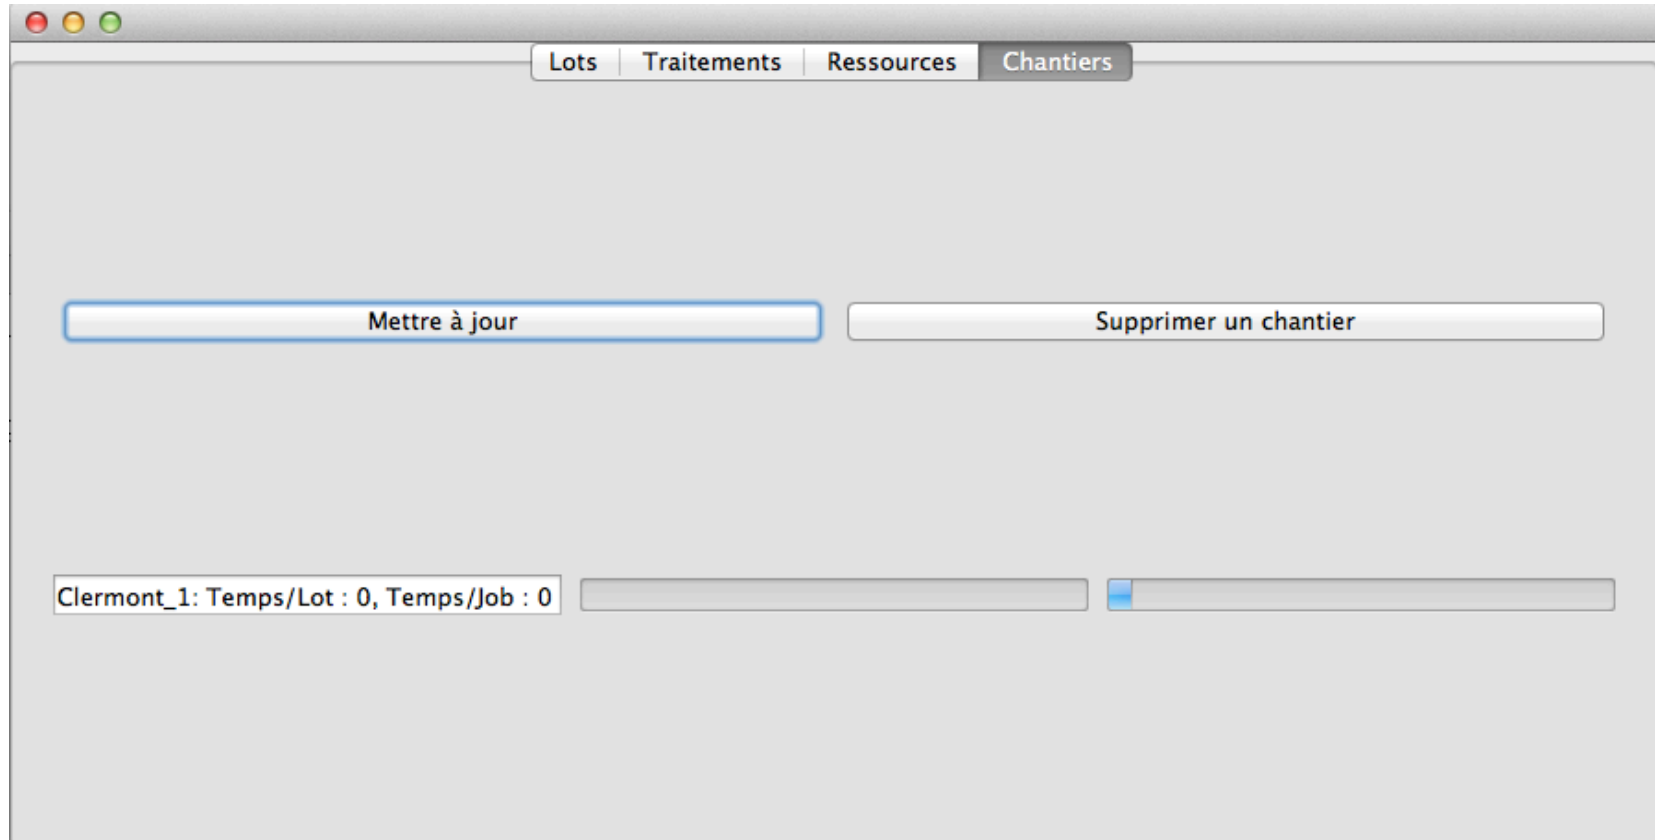 Lots Traitements Ressources Chantiers
Mettre à jour Supprimer un chantier
Clermont_1: Temps/Lot : 0, Temps/Job : 0